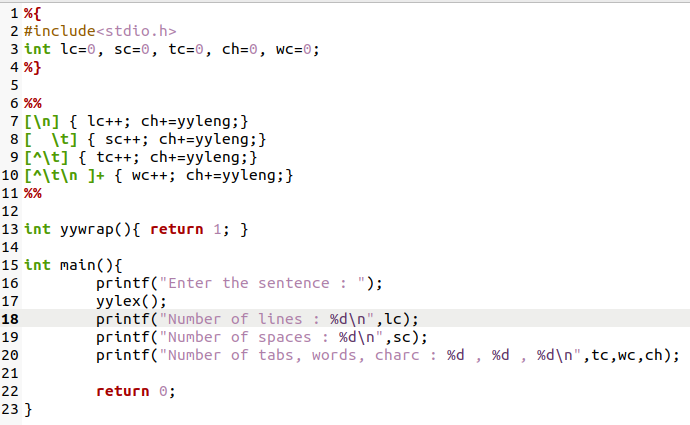 1 %{
2 #include<stdio.h>
3 int lc=0, sc=0, tc=0, ch=0, wc=0;
4 %}
5
6 %%
7 [\n] { lc++; ch+=yyleng;}
8 [  \t] { sc++; ch+=yyleng;}
9 [^\t] { tc++; ch+=yyleng;}
10 [^\t\n ]+ { wc++; ch+=yyleng;}
11 %%
12
13 int yywrap(){ return 1; }
14
15 int main(){
16         printf("Enter the sentence : ");
17         yylex();
18         printf("Number of lines : %d\n",lc);
19         printf("Number of spaces : %d\n",sc);
20         printf("Number of tabs, words, charc : %d , %d , %d\n",tc,wc,ch);
21
22         return 0;
23 }